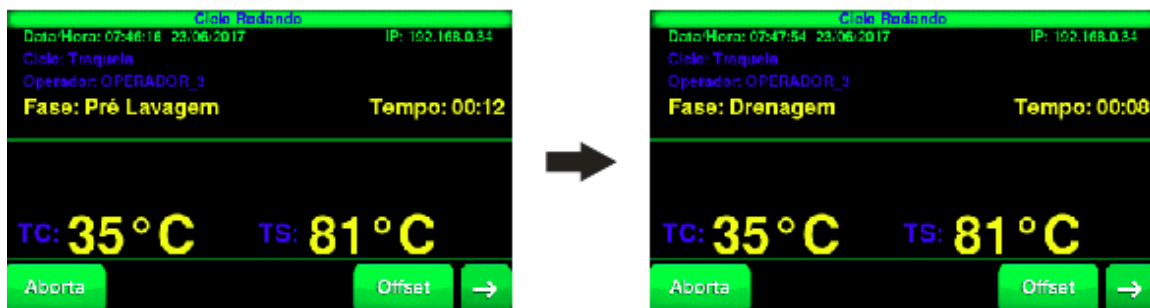 Ciclo Rodando
Data/Hora: 07:46:16 23/06/2017 IP: 192.168.0.34
Ciclo: Traqueia
Operador: OPERADOR_3
Fase: Pré Lavagem Tempo: 00:12
TC: 35°C TS: 81°C
Aborta Offset →
Ciclo Rodando
Data/Hora: 07:47:54 23/06/2017 IP: 192.168.0.34
Ciclo: Traqueia
Operador: OPERADOR_3
Fase: Drenagem Tempo: 00:08
TC: 35°C TS: 81°C
Aborta Offset →